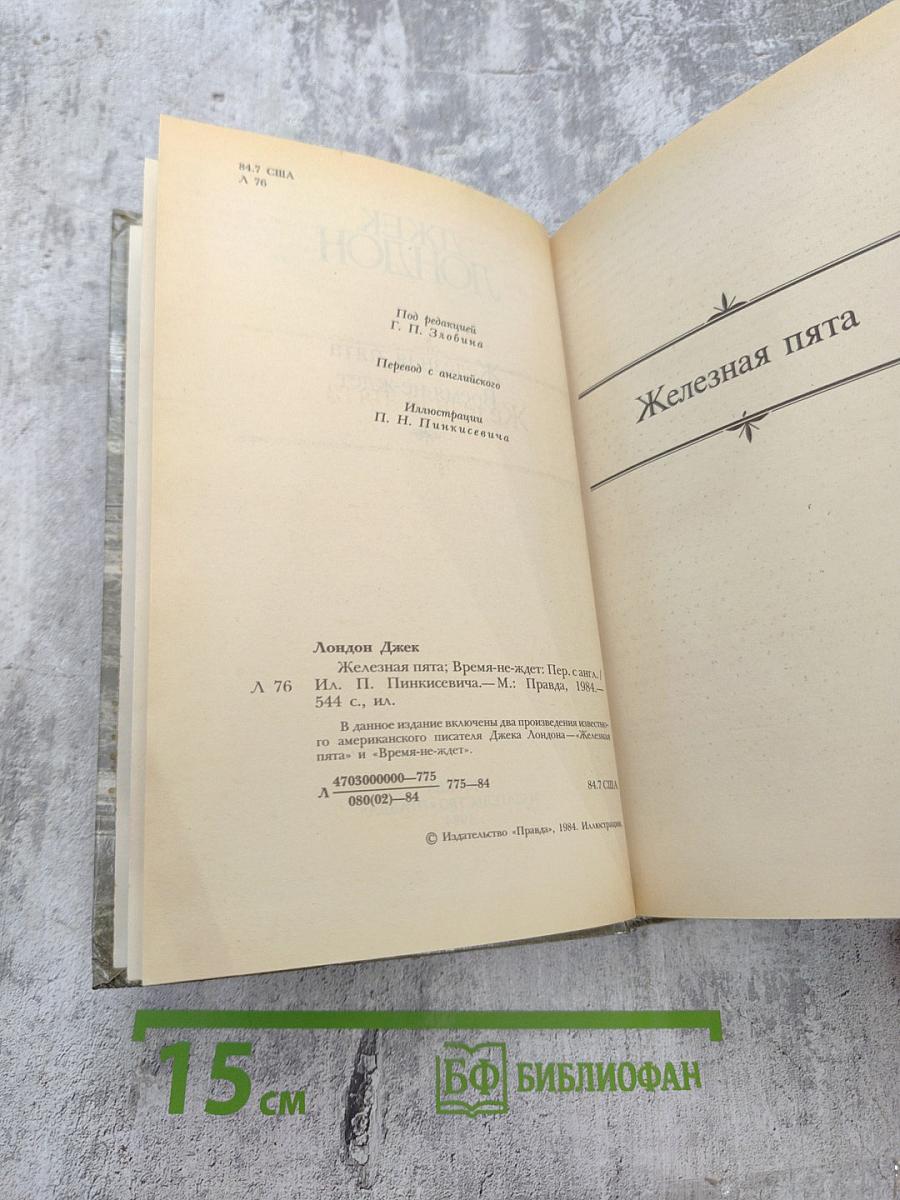 84.7 США
Л 76
Под редакцией
Г. П. Злобина
Перевод с английского
Иллюстрации
П. Н. Пинкисевича
Лондон Джек
Железная пята; Время-не-ждет: Пер. с англ./
Л 76 Ил. П. Пинкисевича.—М.: Правда, 1984.—
544 с., ил.
В данное издание включены два произведения известно-
го американского писателя Джека Лондона—«Железная
пята» и «Время-не-ждет».
Л 4703000000—775 775—84 84.7 США
080(02)—84
© Издательство «Правда», 1984. Иллюстрации.
Железная пята
15 см
БФ БИБЛИОФАН